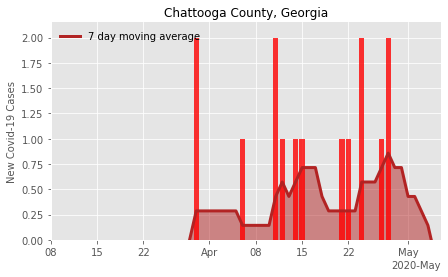 Chattooga County, Georgia
7 day moving average
New Covid-19 Cases
2.00
1.75
1.50
1.25
1.00
0.75
0.50
0.25
0.00
08 15 22 Apr 08 15 22 May
2020-May